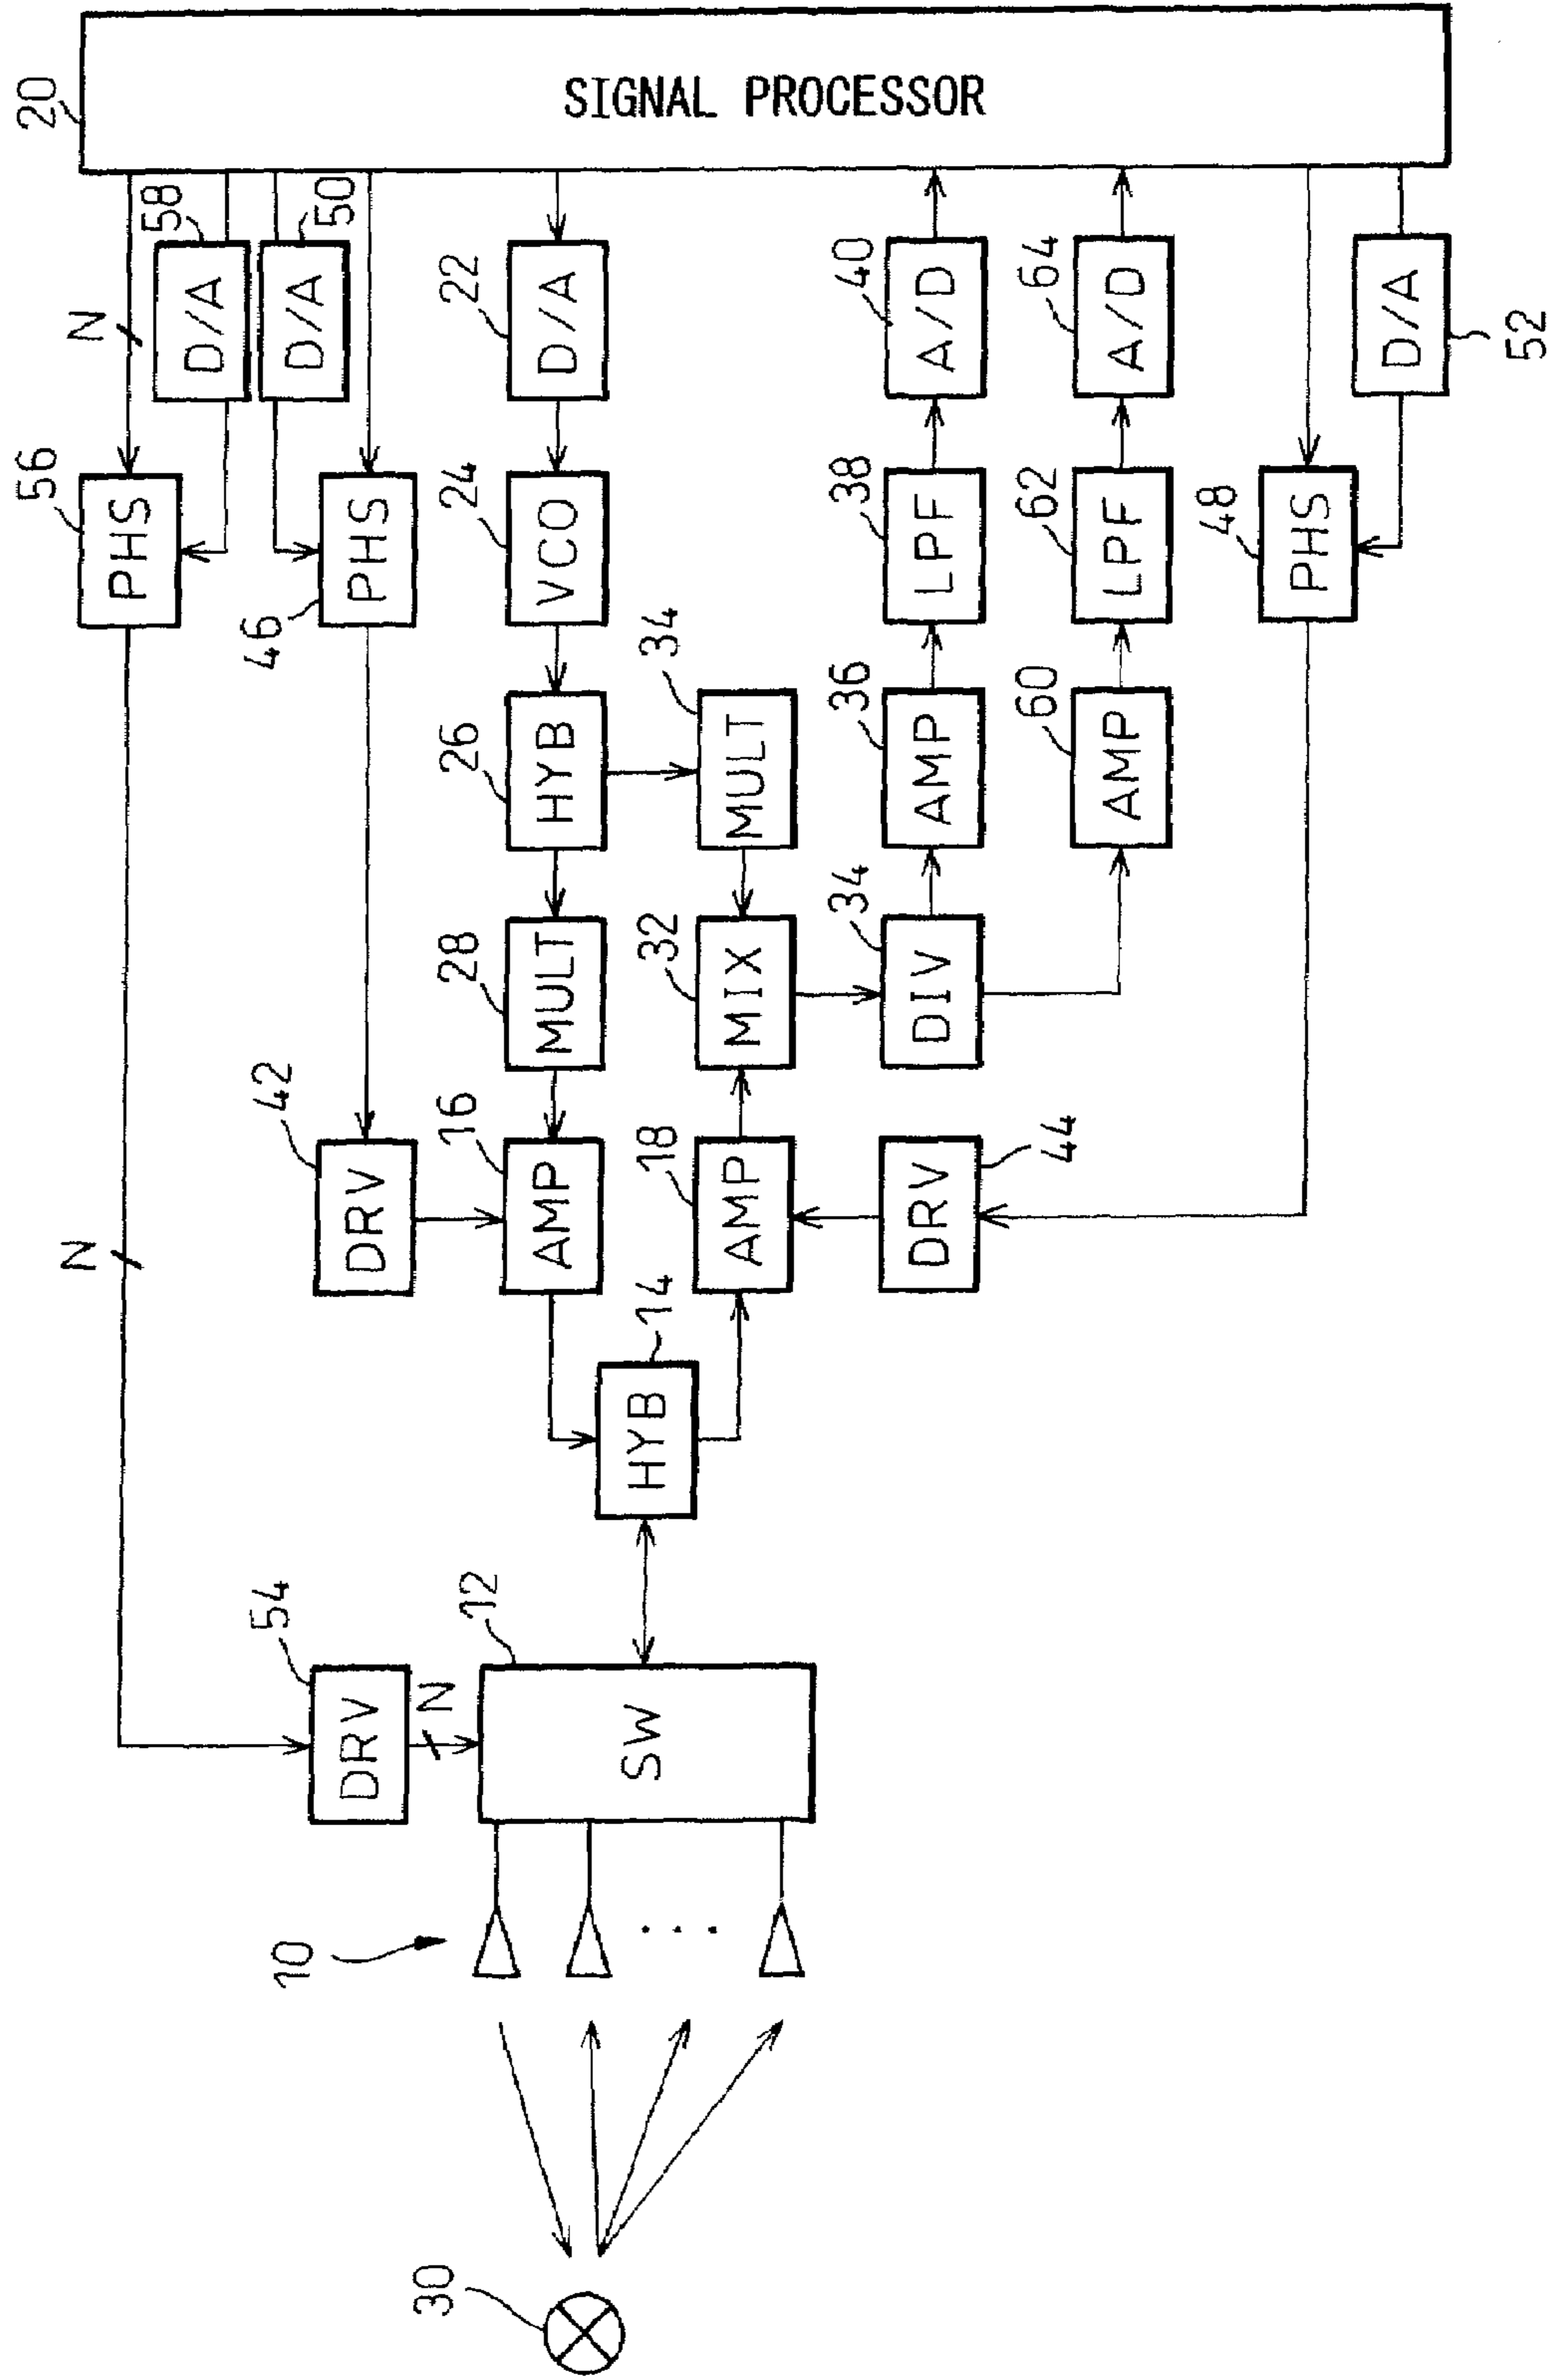 20
SIGNAL PROCESSOR
N
58
D/A
50
D/A
22
D/A
40
A/D
64
A/D
D/A
52
56
PHS
46
PHS
24
VCO
38
LPF
62
LPF
48
PHS
26
HYB
34
MULT
36
AMP
60
AMP
28
MULT
32
MIX
34
DIV
N
42
DRV
16
AMP
18
AMP
DRV
44
14
HYB
54
DRV
N
12
SW
10
. . .
30